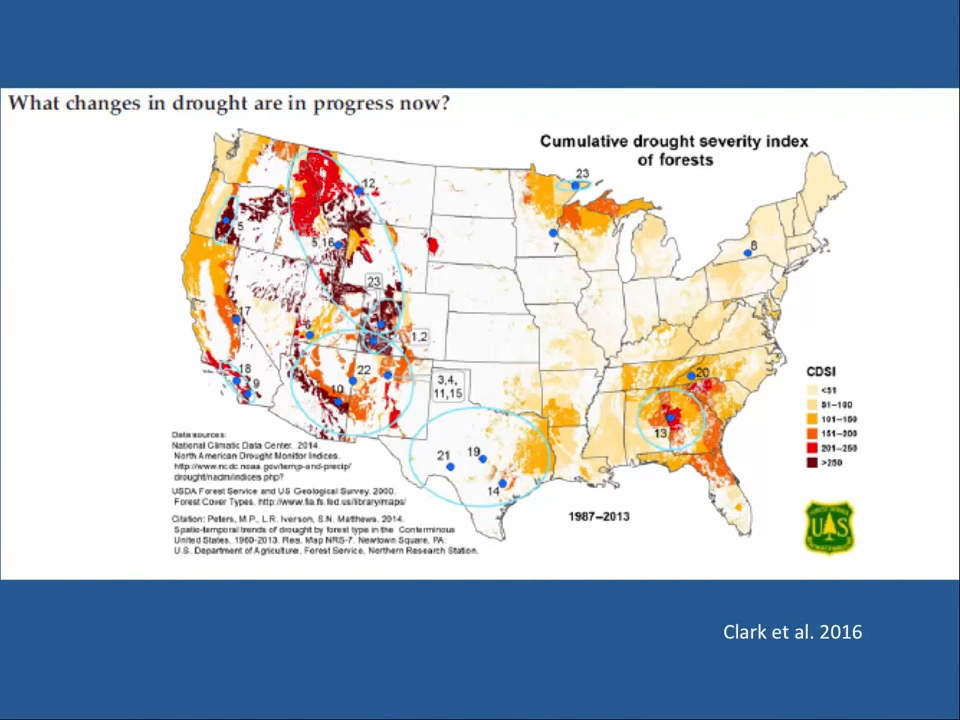 What changes in drought are in progress now?
Cumulative drought severity index
of forests
23
12
5
5,16
7
8
23
17
6
1,2
18
22
20
9
10
3,4,
11,15
13
19
21
14
CDSI
<51
51–100
101–150
151–200
201–250
>250
Data sources:
National Climatic Data Center. 2014.
North American Drought Monitor Indices.
http://www.ncdc.noaa.gov/temp-and-precip/
drought/nadm/indices.php?
USDA Forest Service and US Geological Survey. 2000.
Forest Cover Types. http://www.fia.fs.fed.us/library/maps/
Citation: Peters, M.P., L.R. Iverson, S.N. Matthews. 2014.
Spatio-temporal trends of drought by forest type in the Conterminous
United States, 1960-2013. Res. Map NRS-7. Newtown Square, PA:
U.S. Department of Agriculture, Forest Service, Northern Research Station.
1987–2013
U S
Clark et al. 2016